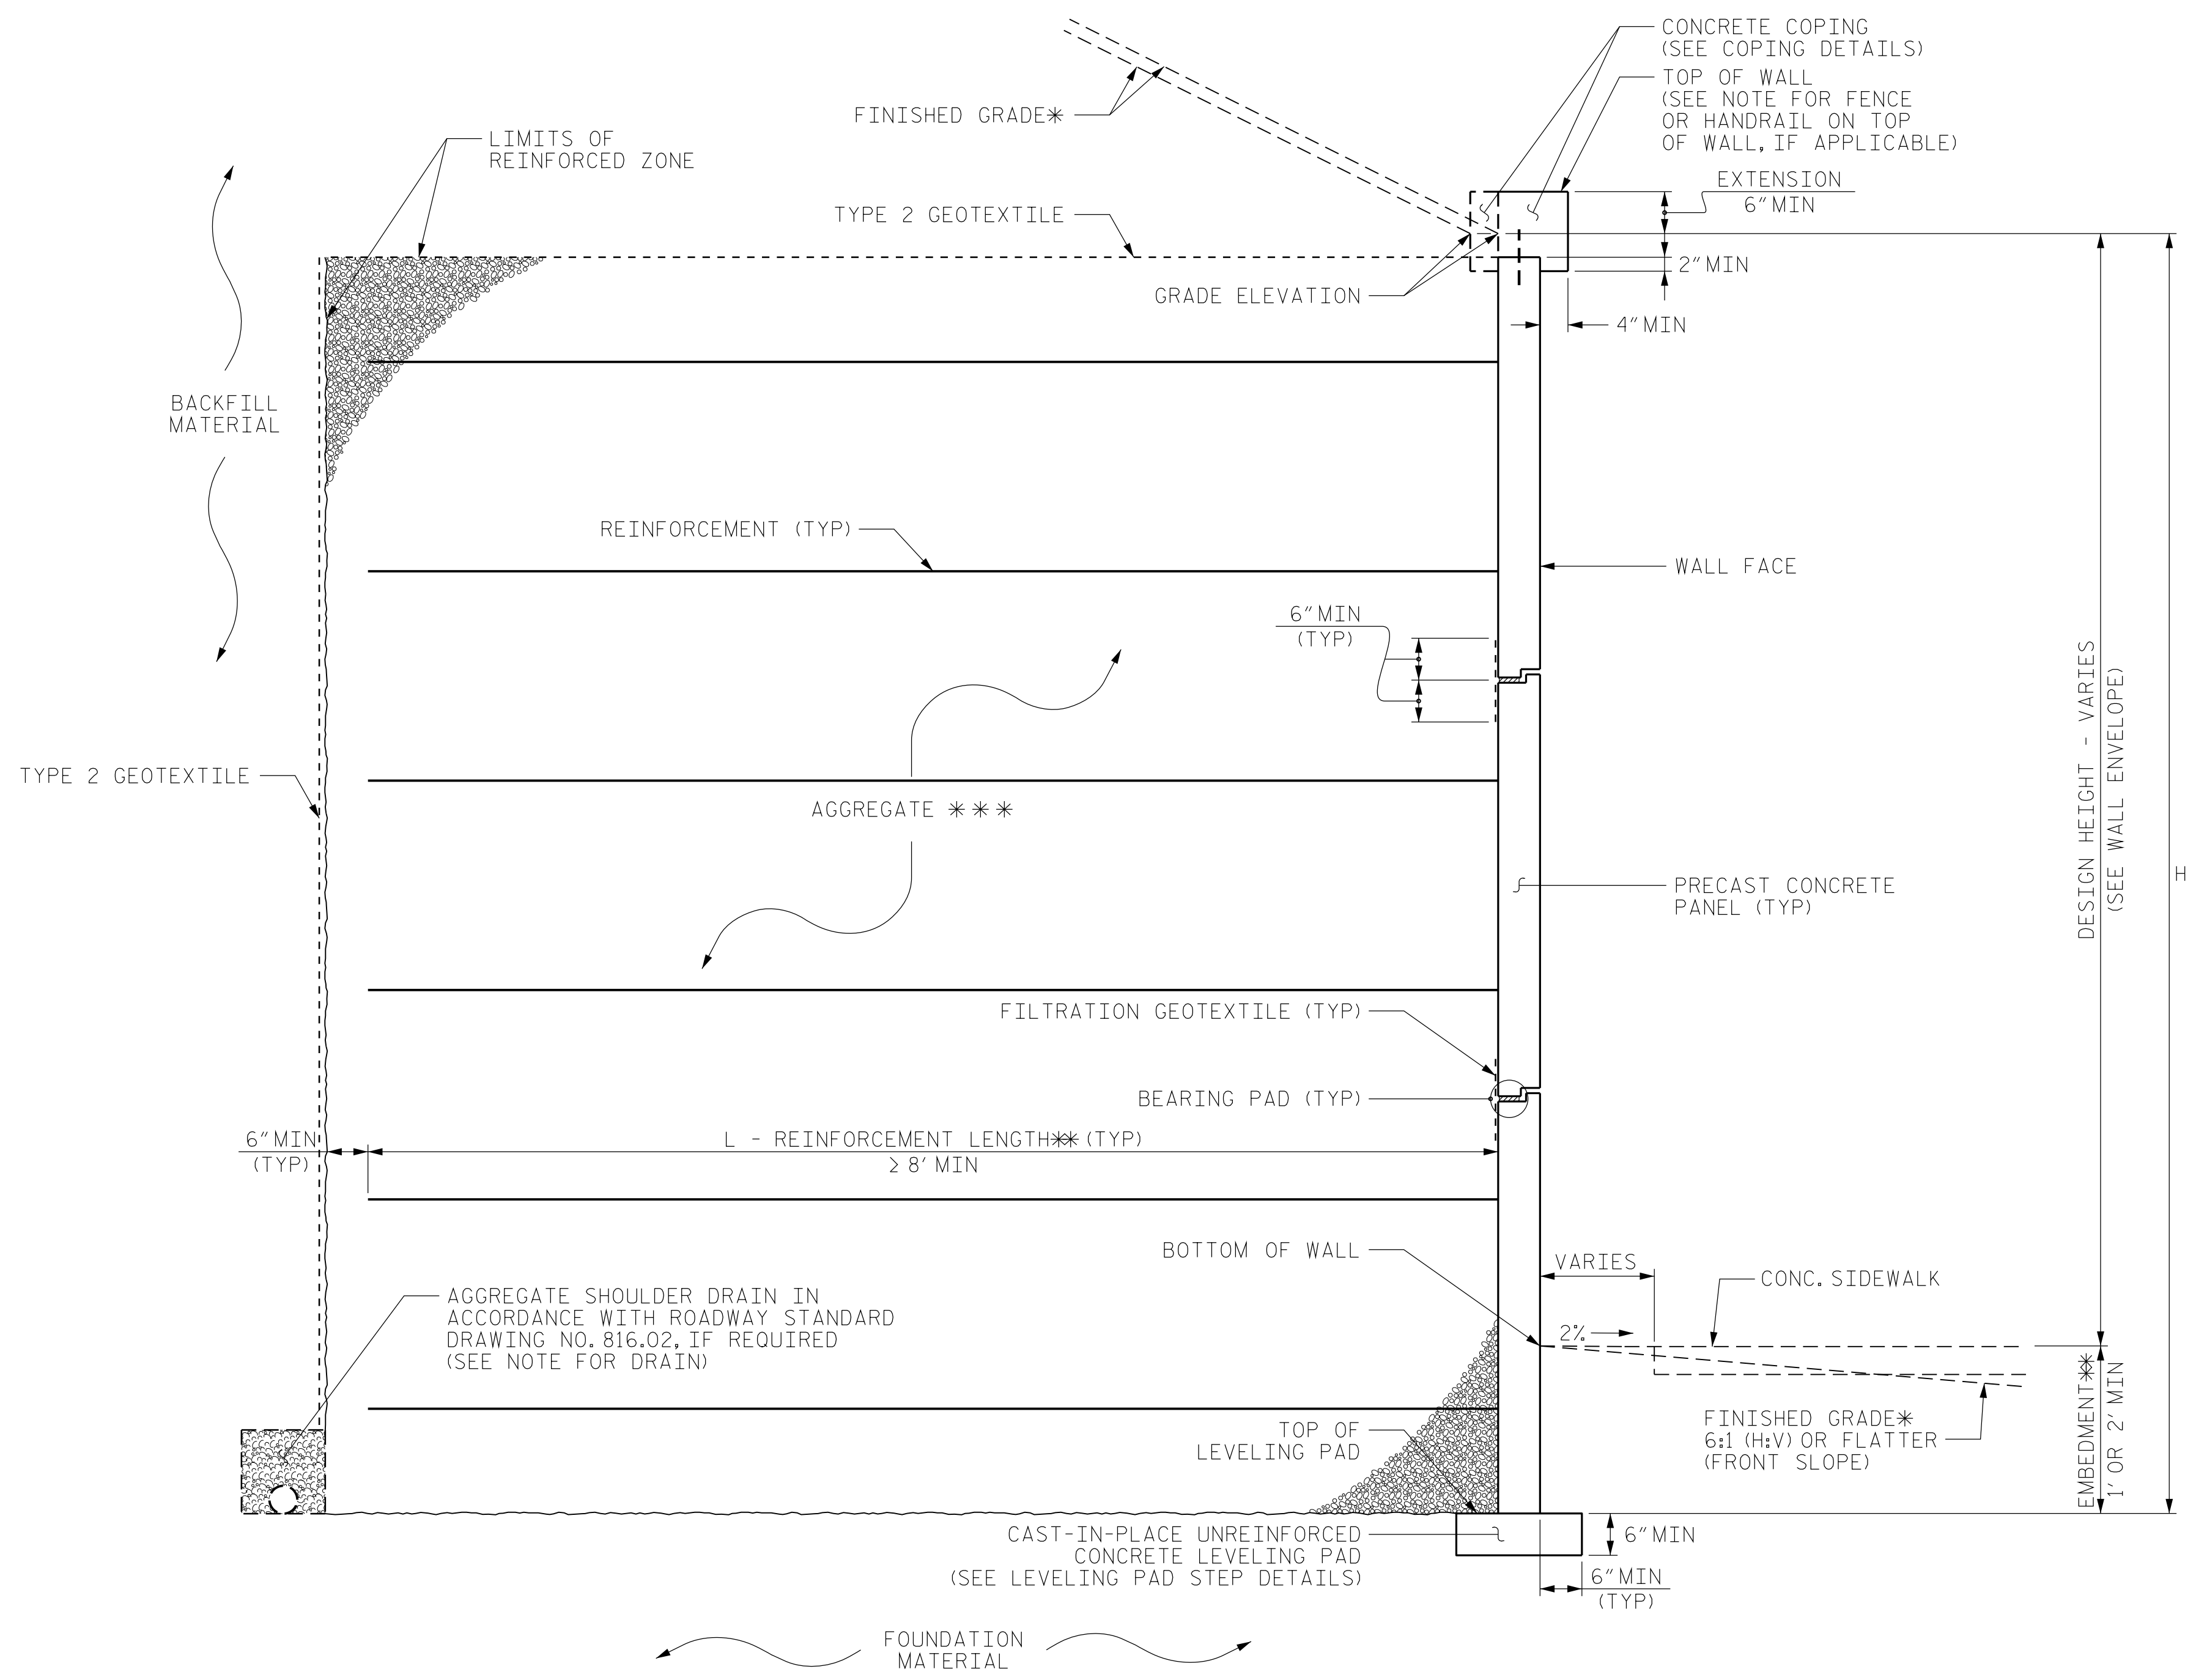 CONCRETE COPING
(SEE COPING DETAILS)
TOP OF WALL
(SEE NOTE FOR FENCE
OR HANDRAIL ON TOP
OF WALL, IF APPLICABLE)
FINISHED GRADE*
LIMITS OF
REINFORCED ZONE
EXTENSION
6" MIN
TYPE 2 GEOTEXTILE
2" MIN
GRADE ELEVATION
4" MIN
BACKFILL
MATERIAL
REINFORCEMENT (TYP)
WALL FACE
6" MIN
(TYP)
DESIGN HEIGHT - VARIES
(SEE WALL ENVELOPE)
TYPE 2 GEOTEXTILE
AGGREGATE ***
H
PRECAST CONCRETE
PANEL (TYP)
FILTRATION GEOTEXTILE (TYP)
BEARING PAD (TYP)
6" MIN
(TYP)
L - REINFORCEMENT LENGTH** (TYP)
≥ 8' MIN
BOTTOM OF WALL
VARIES
CONC. SIDEWALK
AGGREGATE SHOULDER DRAIN IN
ACCORDANCE WITH ROADWAY STANDARD
DRAWING NO. 816.02, IF REQUIRED
(SEE NOTE FOR DRAIN)
2%
EMBEDMENT**
1' OR 2' MIN
FINISHED GRADE*
6:1 (H:V) OR FLATTER
(FRONT SLOPE)
TOP OF
LEVELING PAD
CAST-IN-PLACE UNREINFORCED
CONCRETE LEVELING PAD
(SEE LEVELING PAD STEP DETAILS)
6" MIN
6" MIN
(TYP)
FOUNDATION
MATERIAL